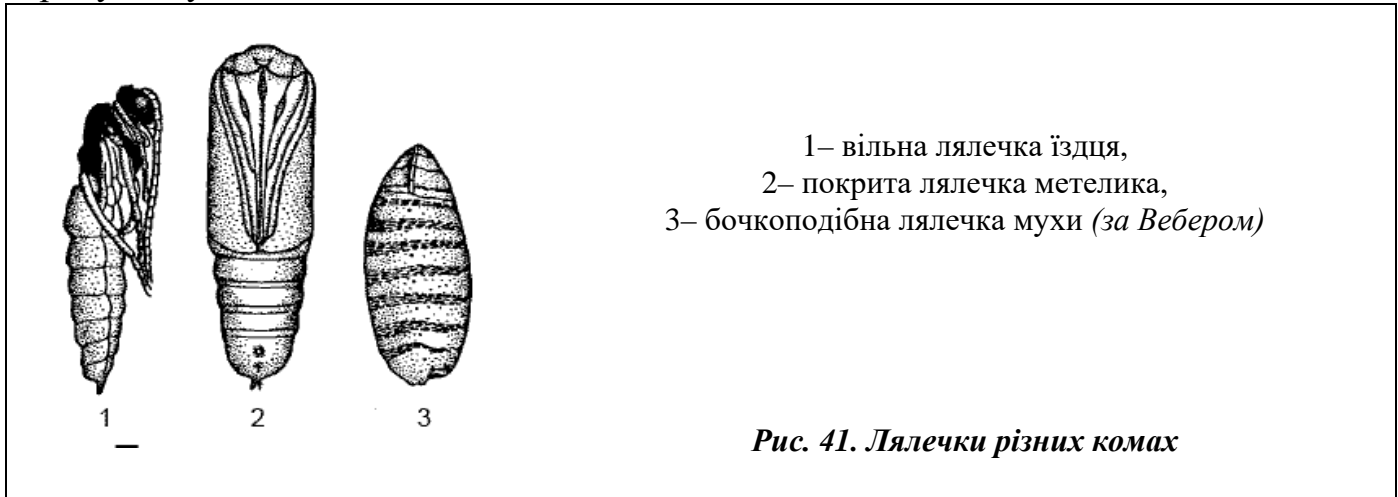 1– вільна лялечка їздця,
2– покрита лялечка метелика,
3– бочкоподібна лялечка мухи (за Вебером)
1 2 3
Рис. 41. Лялечки різних комах